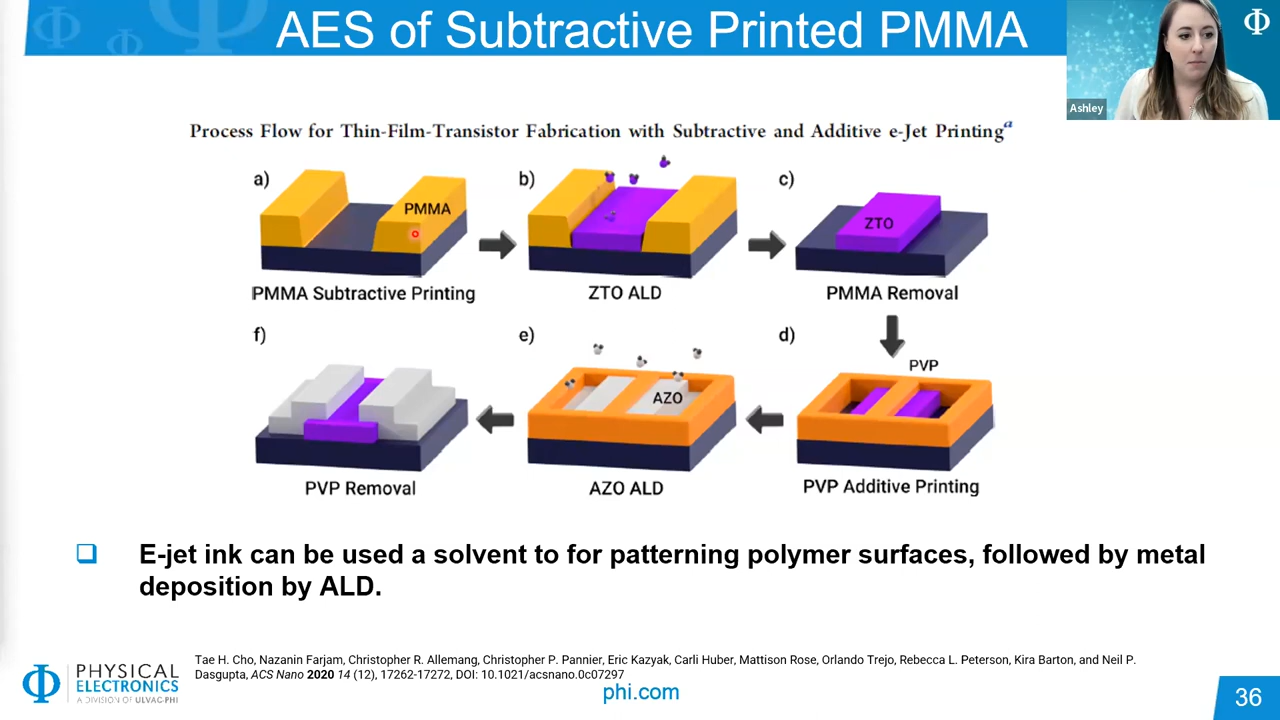 AES of Subtractive Printed PMMA
Ashley
Process Flow for Thin-Film-Transistor Fabrication with Subtractive and Additive e-Jet Printing a
a)
PMMA
PMMA Subtractive Printing
b)
ZTO ALD
c)
ZTO
PMMA Removal
f)
PVP Removal
e)
AZO
AZO ALD
d)
PVP
PVP Additive Printing
E-jet ink can be used a solvent to for patterning polymer surfaces, followed by metal
deposition by ALD.
PHYSICAL
ELECTRONICS
A DIVISION OF ULVAC-PHI
Tae H. Cho, Nazanin Farjam, Christopher R. Allemang, Christopher P. Pannier, Eric Kazyak, Carli Huber, Mattison Rose, Orlando Trejo, Rebecca L. Peterson, Kira Barton, and Neil P.
Dasgupta, ACS Nano 2020 14 (12), 17262-17272, DOI: 10.1021/acsnano.0c07297
phi.com
36